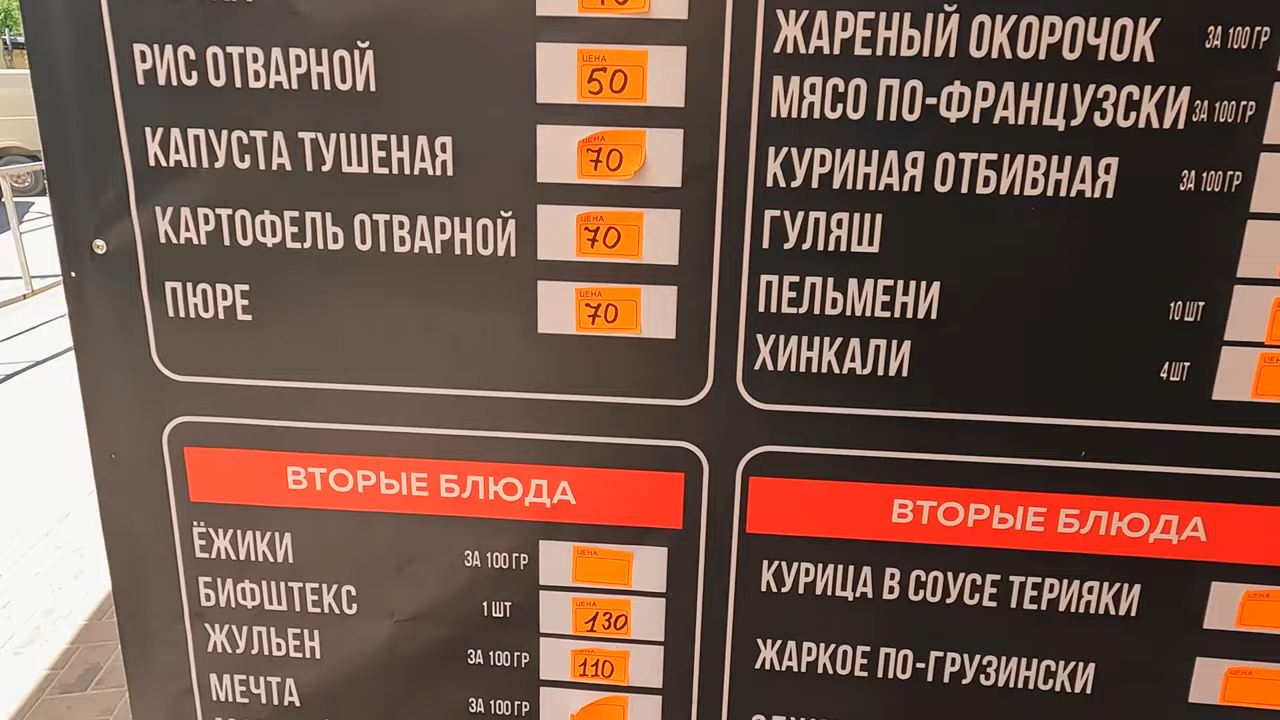 РИС ОТВАРНОЙ ЦЕНА 50
КАПУСТА ТУШЕНАЯ ЦЕНА 70
КАРТОФЕЛЬ ОТВАРНОЙ ЦЕНА 70
ПЮРЕ ЦЕНА 70
ЖАРЕНЫЙ ОКОРОЧОК ЗА 100 ГР
МЯСО ПО-ФРАНЦУЗСКИ ЗА 100 ГР
КУРИНАЯ ОТБИВНАЯ ЗА 100 ГР
ГУЛЯШ
ПЕЛЬМЕНИ 10 ШТ
ХИНКАЛИ 4 ШТ
ВТОРЫЕ БЛЮДА
ЁЖИКИ ЗА 100 ГР ЦЕНА
БИФШТЕКС 1 ШТ ЦЕНА 130
ЖУЛЬЕН ЗА 100 ГР ЦЕНА 110
МЕЧТА ЗА 100 ГР
ВТОРЫЕ БЛЮДА
КУРИЦА В СОУСЕ ТЕРИЯКИ ЦЕНА
ЖАРКОЕ ПО-ГРУЗИНСКИ ЦЕНА